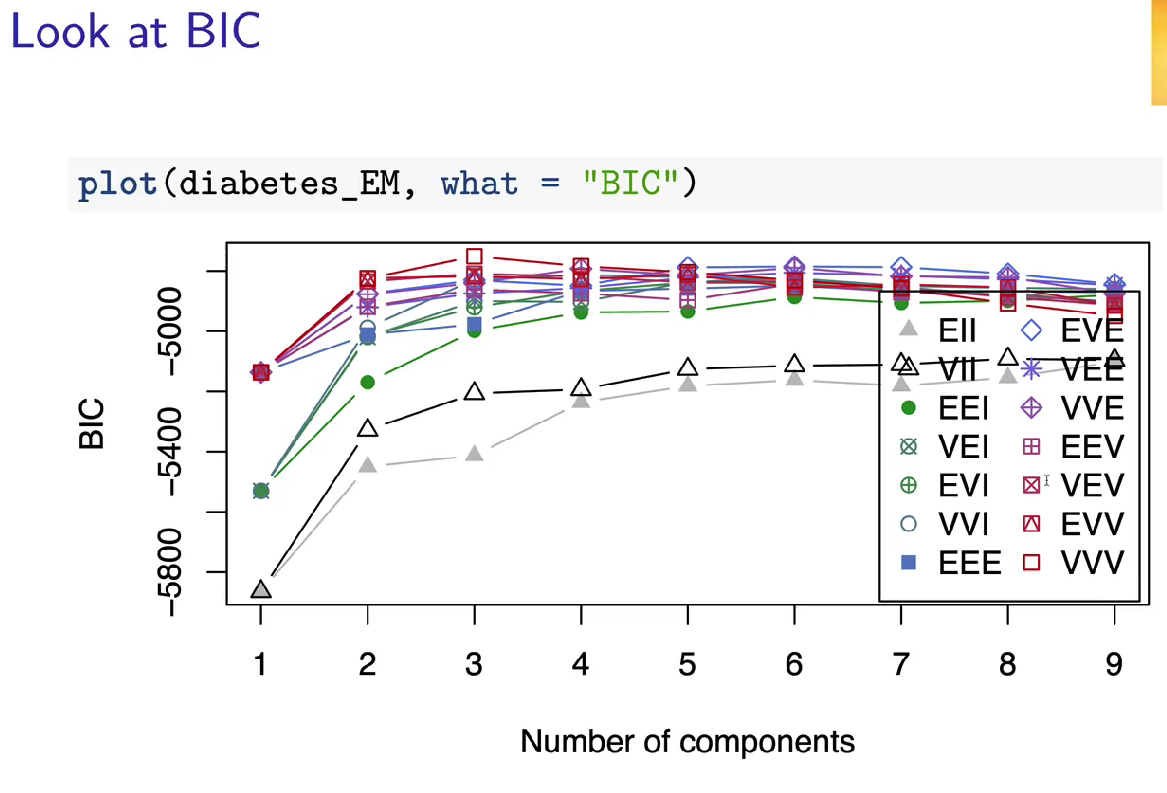 Look at BIC
plot(diabetes_EM, what = "BIC")
BIC
−5000
−5400
−5800
EII
VII
EEI
VEI
EVI
VVI
EEE
EVE
VEE
VVE
EEV
VEV
EVV
VVV
1 2 3 4 5 6 7 8 9
Number of components